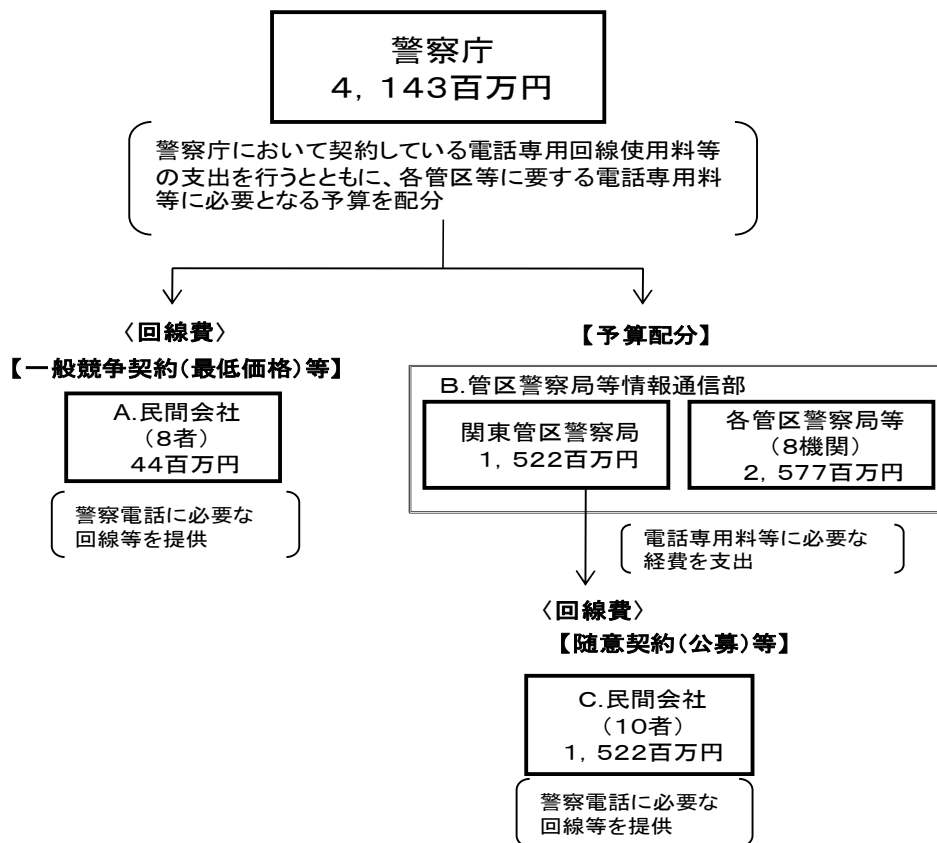 警察庁
4，143百万円
警察庁において契約している電話専用回線使用料等
の支出を行うとともに、各管区等に要する電話専用料
等に必要となる予算を配分
〈回線費〉
【一般競争契約（最低価格）等】
A.民間会社
（8者）
44百万円
警察電話に必要な
回線等を提供
【予算配分】
B.管区警察局等情報通信部
関東管区警察局
1，522百万円
各管区警察局等
（8機関）
2，577百万円
電話専用料等に必要な
経費を支出
〈回線費〉
【随意契約（公募）等】
C.民間会社
（10者）
1，522百万円
警察電話に必要な
回線等を提供